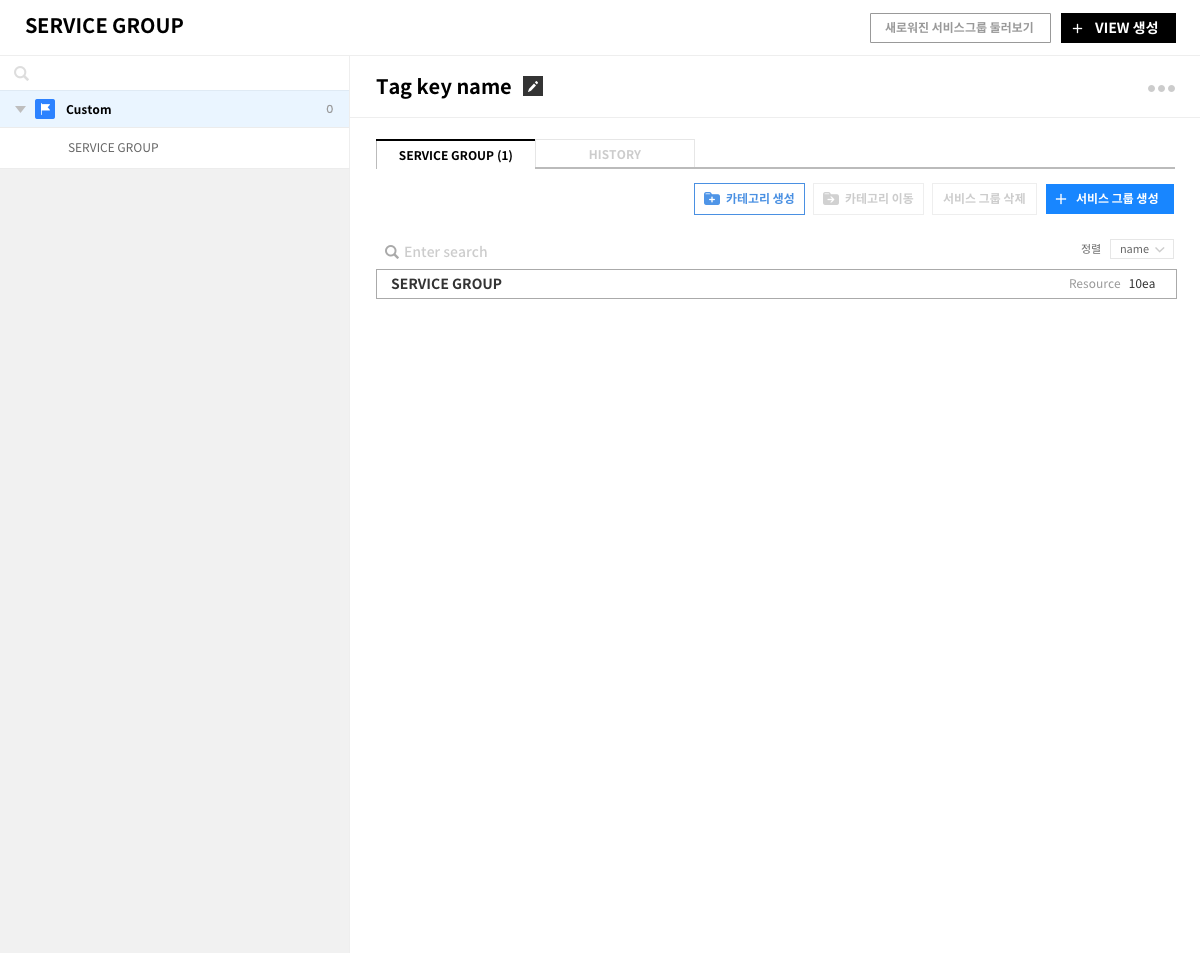 SERVICE GROUP
새로워진 서비스그룹 둘러보기
+ VIEW 생성
Custom
0
SERVICE GROUP
Tag key name
SERVICE GROUP (1)
HISTORY
카테고리 생성
카테고리 이동
서비스 그룹 삭제
+ 서비스 그룹 생성
Enter search
정렬
name
SERVICE GROUP
Resource 10ea